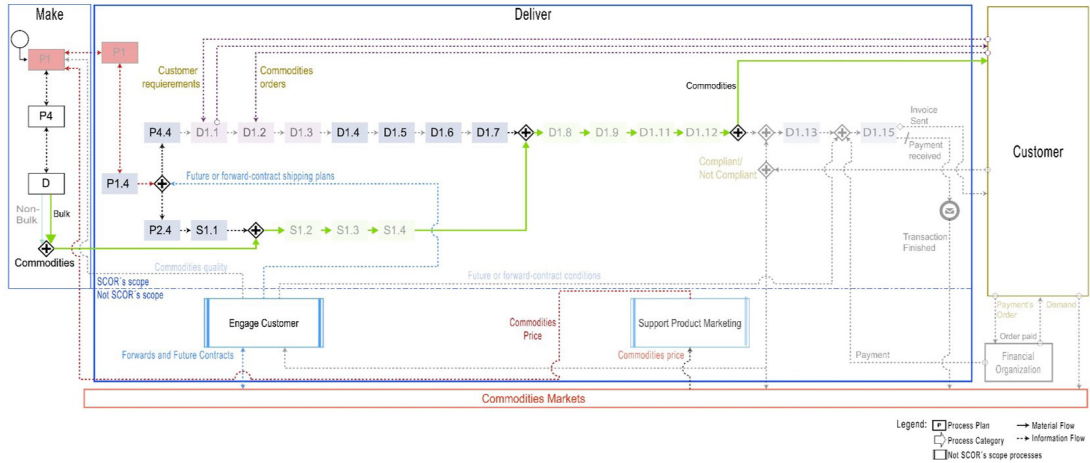 Make
Deliver
P1
P1
Customer
requierements
Commodities
orders
Commodities
P4
P4.4
D1.1
D1.2
D1.3
D1.4
D1.5
D1.6
D1.7
D1.8
D1.9
D1.11
D1.12
D1.13
D1.15
Invoice
Sent
Payment
received
Customer
Compliant/
Not Compliant
D
P1.4
Future or forward-contract shipping plans
Non-
Bulk
Bulk
P2.4
S1.1
S1.2
S1.3
S1.4
Transaction
Finished
Commodities
Commodities quality
Future or forward-contract condilions
SCOR´s scope
Not SCOR´s scope
Engage Customer
Commodities
Price
Support Product Marketing
Payment's
Order
Demand
Order paid
Forwards and Future Contracts
Commodities price
Payment
Financial
Organization
Commodities Markets
Legend:
P
Process Plan
Material Flow
Process Category
Information Flow
Not SCOR´s scope processes